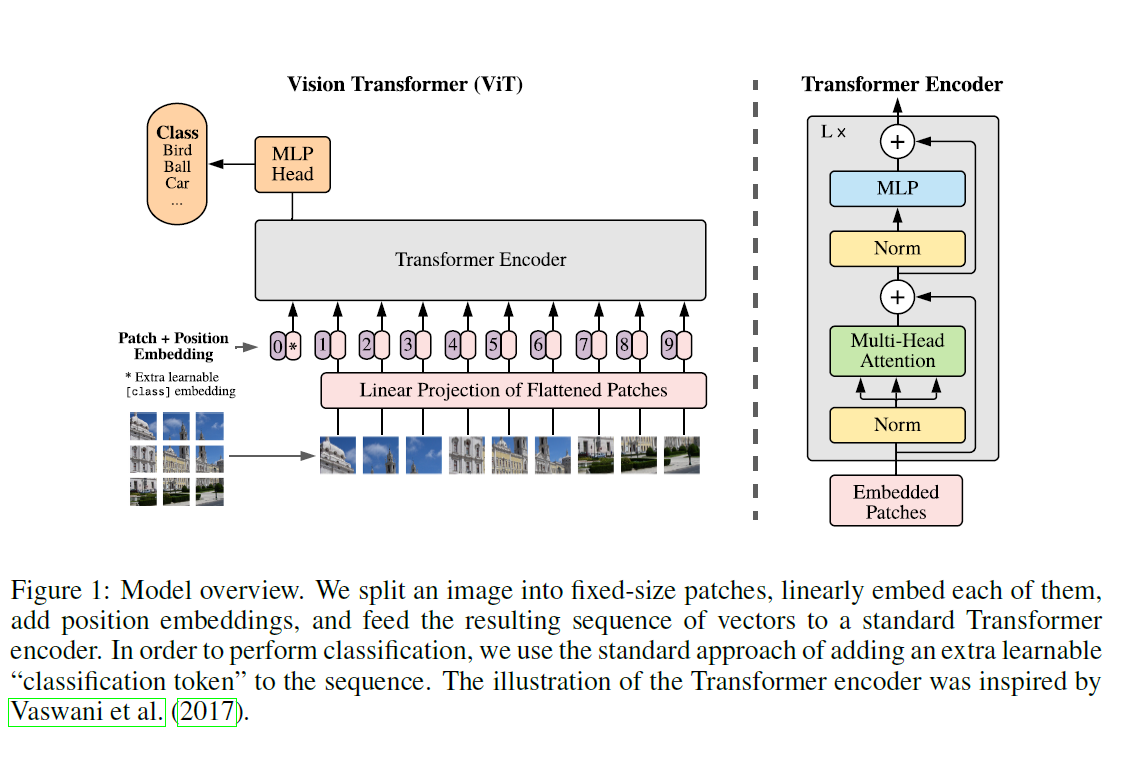 Vision Transformer (ViT)
Class
Bird
Ball
Car
...
MLP
Head
Transformer Encoder
Patch + Position
Embedding
0 * 1 2 3 4 5 6 7 8 9
* Extra learnable
[class] embedding
Linear Projection of Flattened Patches
Transformer Encoder
L x
+
MLP
Norm
+
Multi-Head
Attention
Norm
Embedded
Patches
Figure 1: Model overview. We split an image into fixed-size patches, linearly embed each of them,
add position embeddings, and feed the resulting sequence of vectors to a standard Transformer
encoder. In order to perform classification, we use the standard approach of adding an extra learnable
“classification token” to the sequence. The illustration of the Transformer encoder was inspired by
Vaswani et al. (2017).